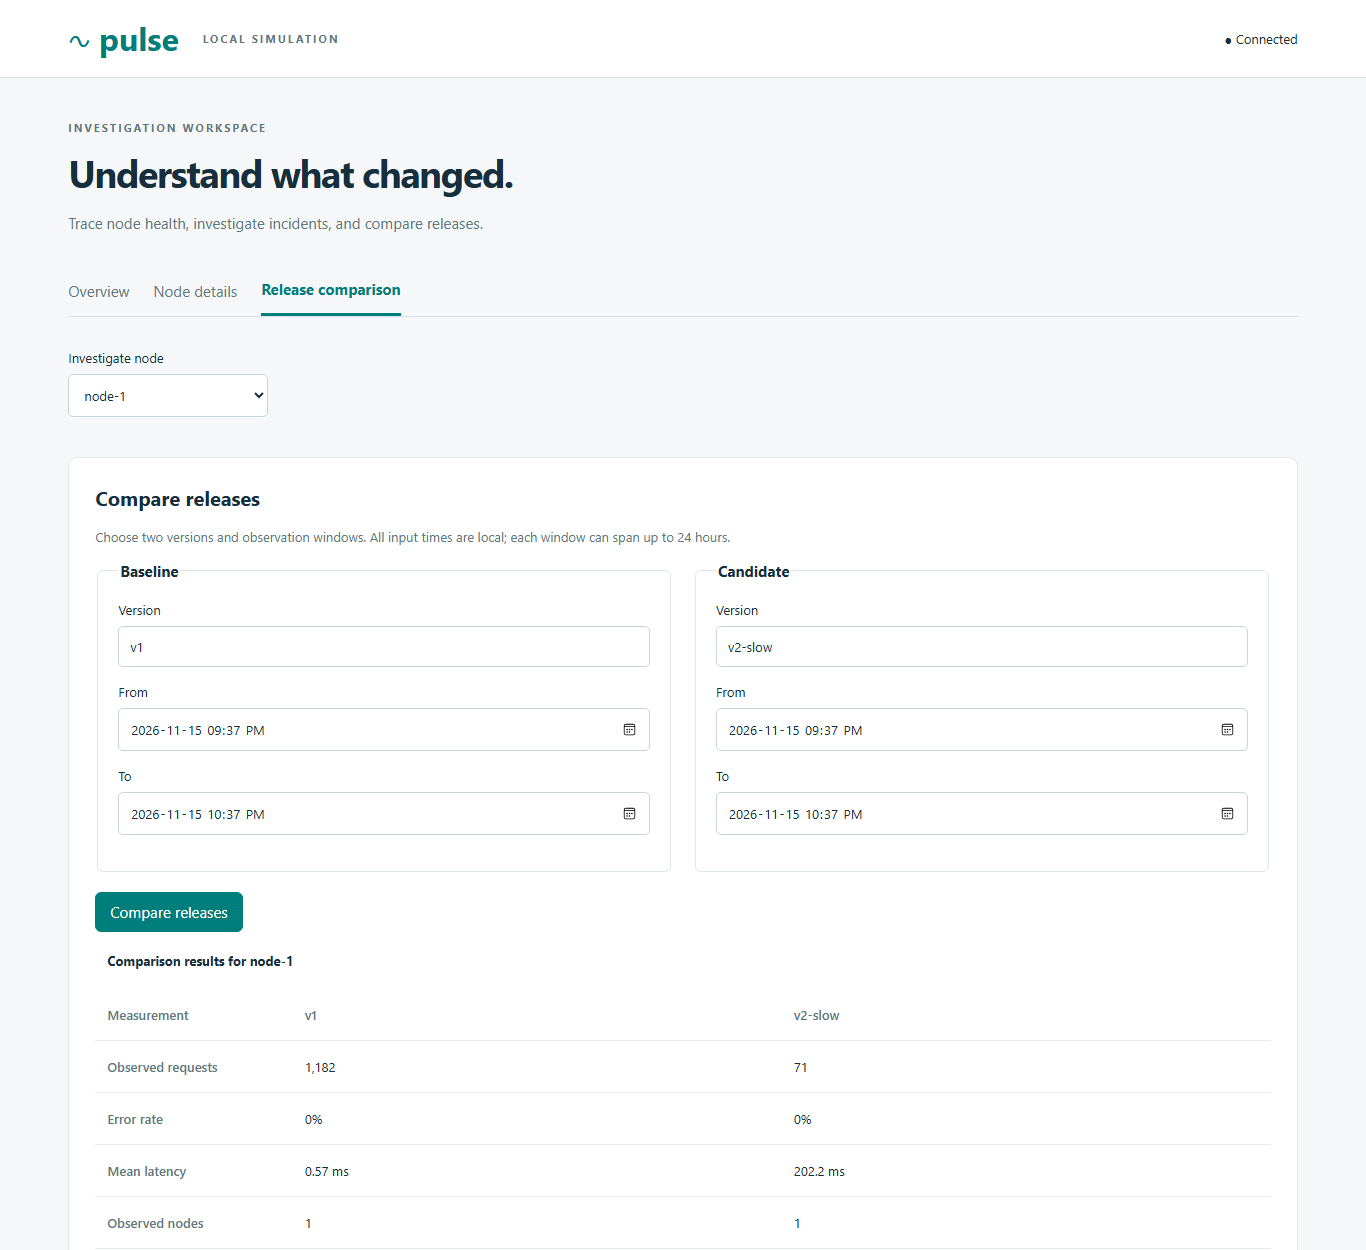 pulse LOCAL SIMULATION
● Connected
INVESTIGATION WORKSPACE
Understand what changed.
Trace node health, investigate incidents, and compare releases.
Overview Node details Release comparison
Investigate node
node-1
Compare releases
Choose two versions and observation windows. All input times are local; each window can span up to 24 hours.
Baseline
Version
v1
From
2026-11-15 09:37 PM
To
2026-11-15 10:37 PM
Candidate
Version
v2-slow
From
2026-11-15 09:37 PM
To
2026-11-15 10:37 PM
Compare releases
Comparison results for node-1
Measurement v1 v2-slow
Observed requests 1,182 71
Error rate 0% 0%
Mean latency 0.57 ms 202.2 ms
Observed nodes 1 1